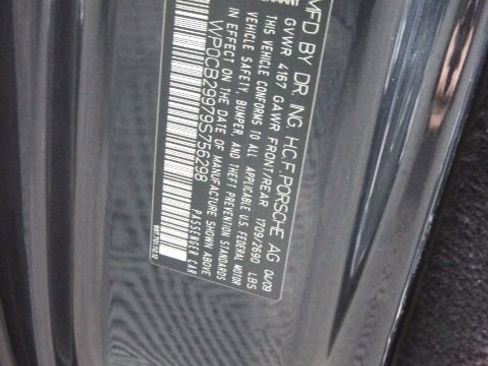 MFD BY DR. ING. H.C.F. PORSCHE AG 04/09
GVWR 4167 GAWR FRONT/REAR 1709/2690 LBS
THIS VEHICLE CONFORMS TO ALL APPLICABLE U.S. FEDERAL MOTOR
VEHICLE SAFETY, BUMPER, AND THEFT PREVENTION STANDARDS
IN EFFECT ON THE DATE OF MANUFACTURE SHOWN ABOVE
WP0CB29979S756298 PASSENGER CAR